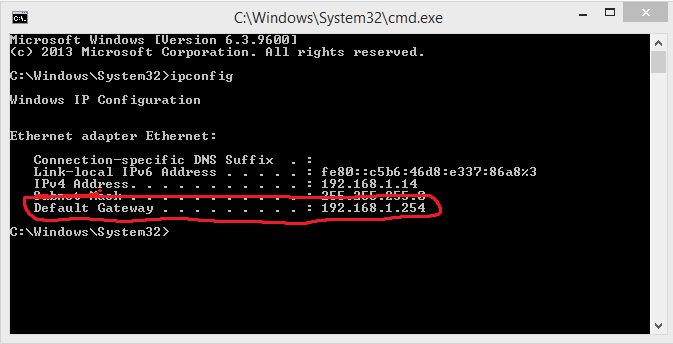 C:\Windows\System32\cmd.exe
Microsoft Windows [Version 6.3.9600]
(c) 2013 Microsoft Corporation. All rights reserved.
C:\Windows\System32>ipconfig
Windows IP Configuration
Ethernet adapter Ethernet:
Connection-specific DNS Suffix . :
Link-local IPv6 Address . . . . . : fe80::c5b6:46d8:e337:86a8%3
IPv4 Address. . . . . . . . . . . : 192.168.1.14
Subnet Mask . . . . . . . . . . . : 255.255.255.0
Default Gateway . . . . . . . . . : 192.168.1.254
C:\Windows\System32>